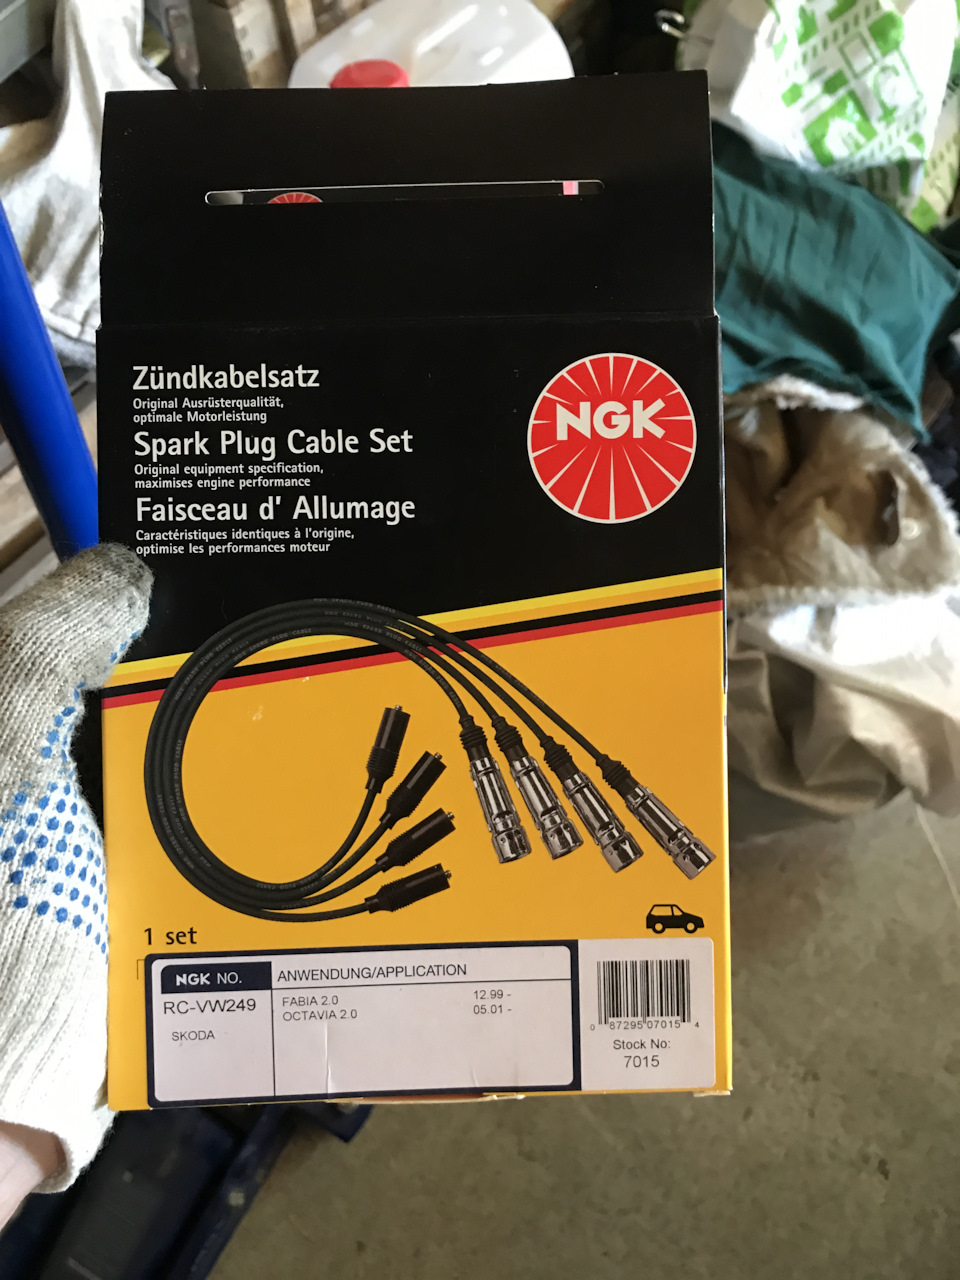 Zündkabelsatz
Original Ausrüsterqualität,
optimale Motorleistung
Spark Plug Cable Set
Original equipment specification,
maximises engine performance
Faisceau d' Allumage
Caractéristiques identiques à l'origine,
optimise les performances moteur
NGK
1 set
NGK NO.
RC-VW249
SKODA
ANWENDUNG/APPLICATION
FABIA 2.0 12.99 -
OCTAVIA 2.0 05.01 -
0 87295 07015 4
Stock No:
7015